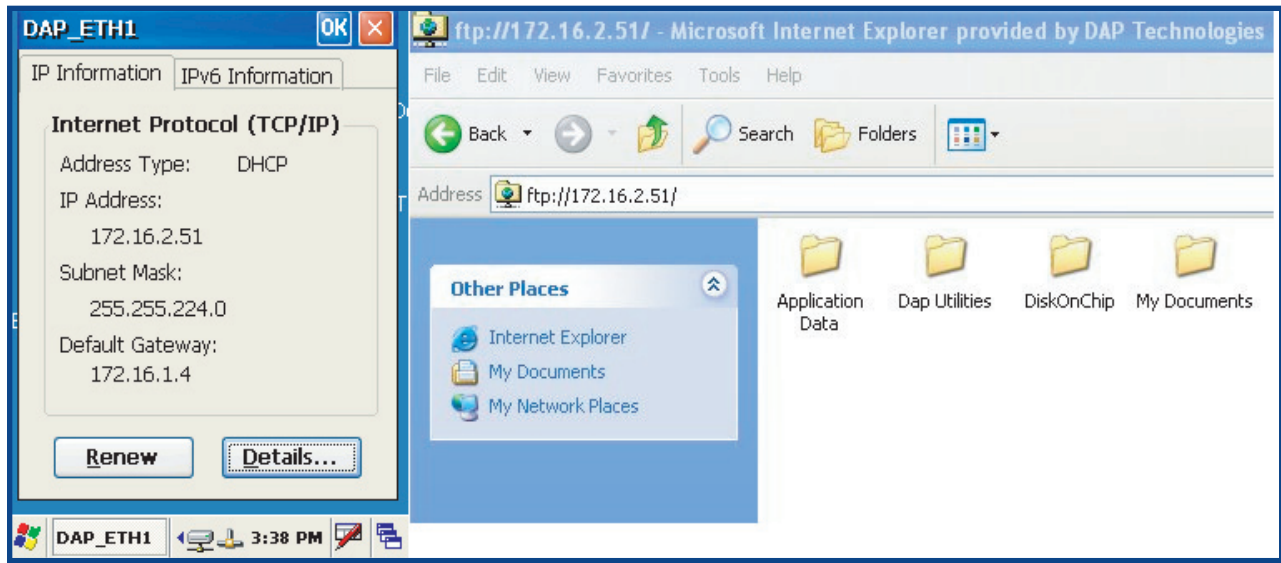 DAP_ETH1 OK
IP Information IPv6 Information
Internet Protocol (TCP/IP)
Address Type: DHCP
IP Address:
172.16.2.51
Subnet Mask:
255.255.224.0
Default Gateway:
172.16.1.4
Renew Details...
DAP_ETH1 3:38 PM
ftp://172.16.2.51/ - Microsoft Internet Explorer provided by DAP Technologies
File Edit View Favorites Tools Help
Back Search Folders
Address ftp://172.16.2.51/
Other Places
Internet Explorer
My Documents
My Network Places
Application Dap Utilities DiskOnChip My Documents
Data